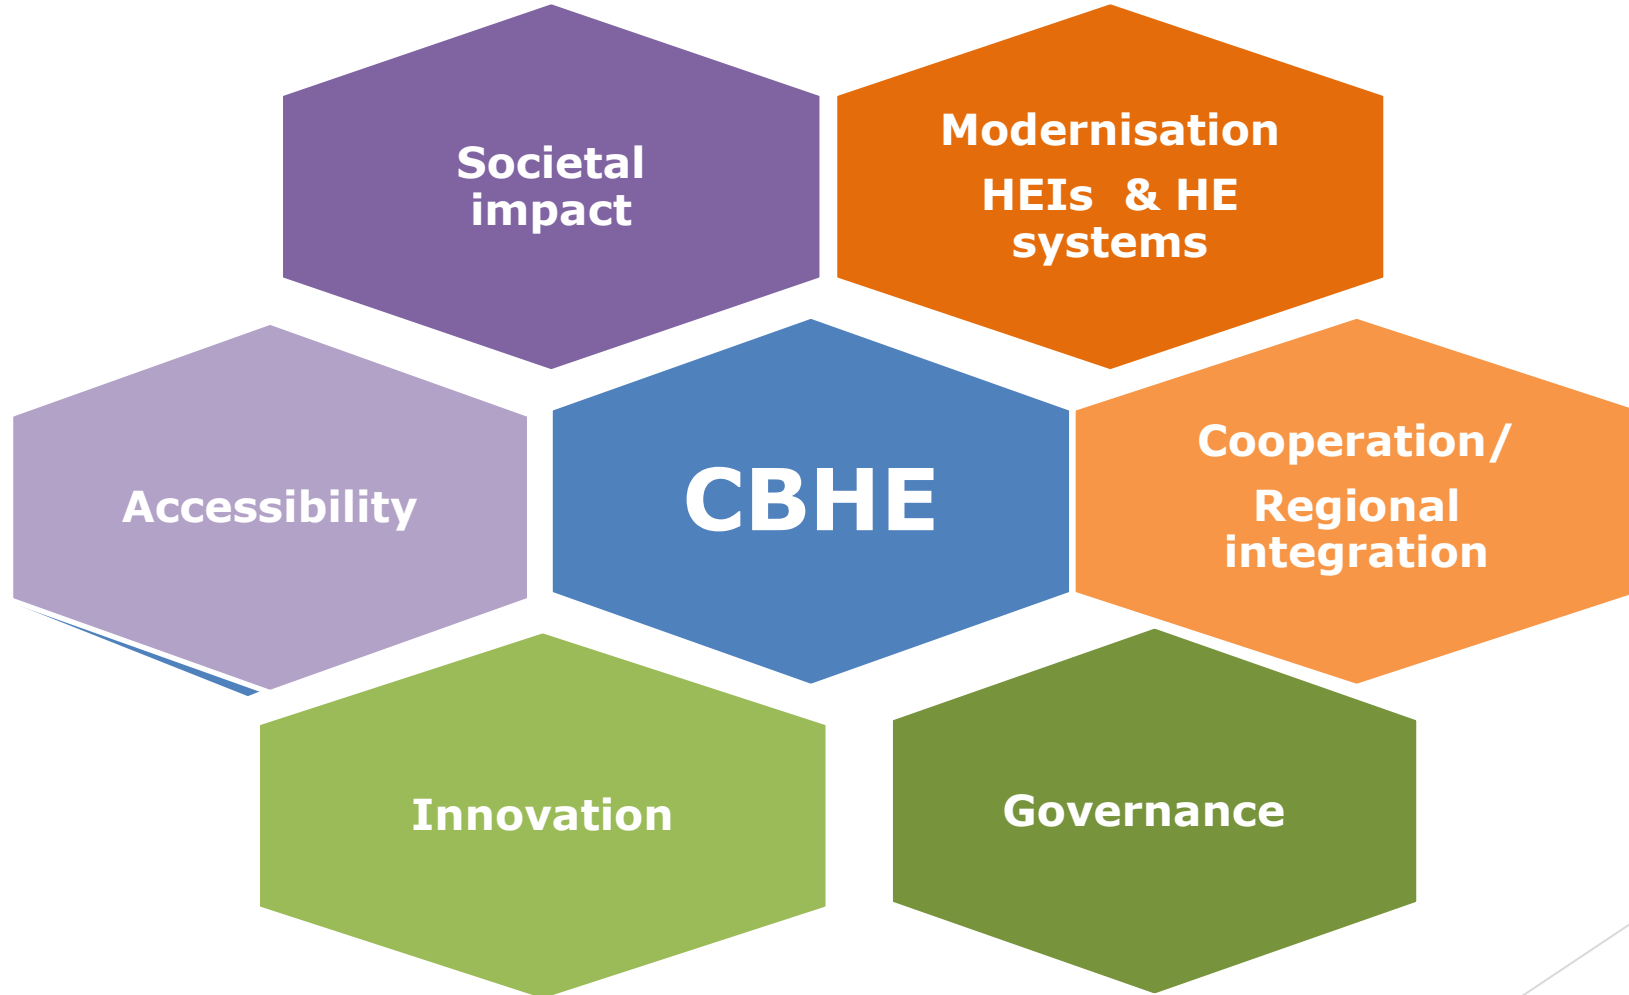 Societal
impact
Modernisation
HEIs & HE
systems
Accessibility
CBHE
Cooperation/
Regional
integration
Innovation
Governance